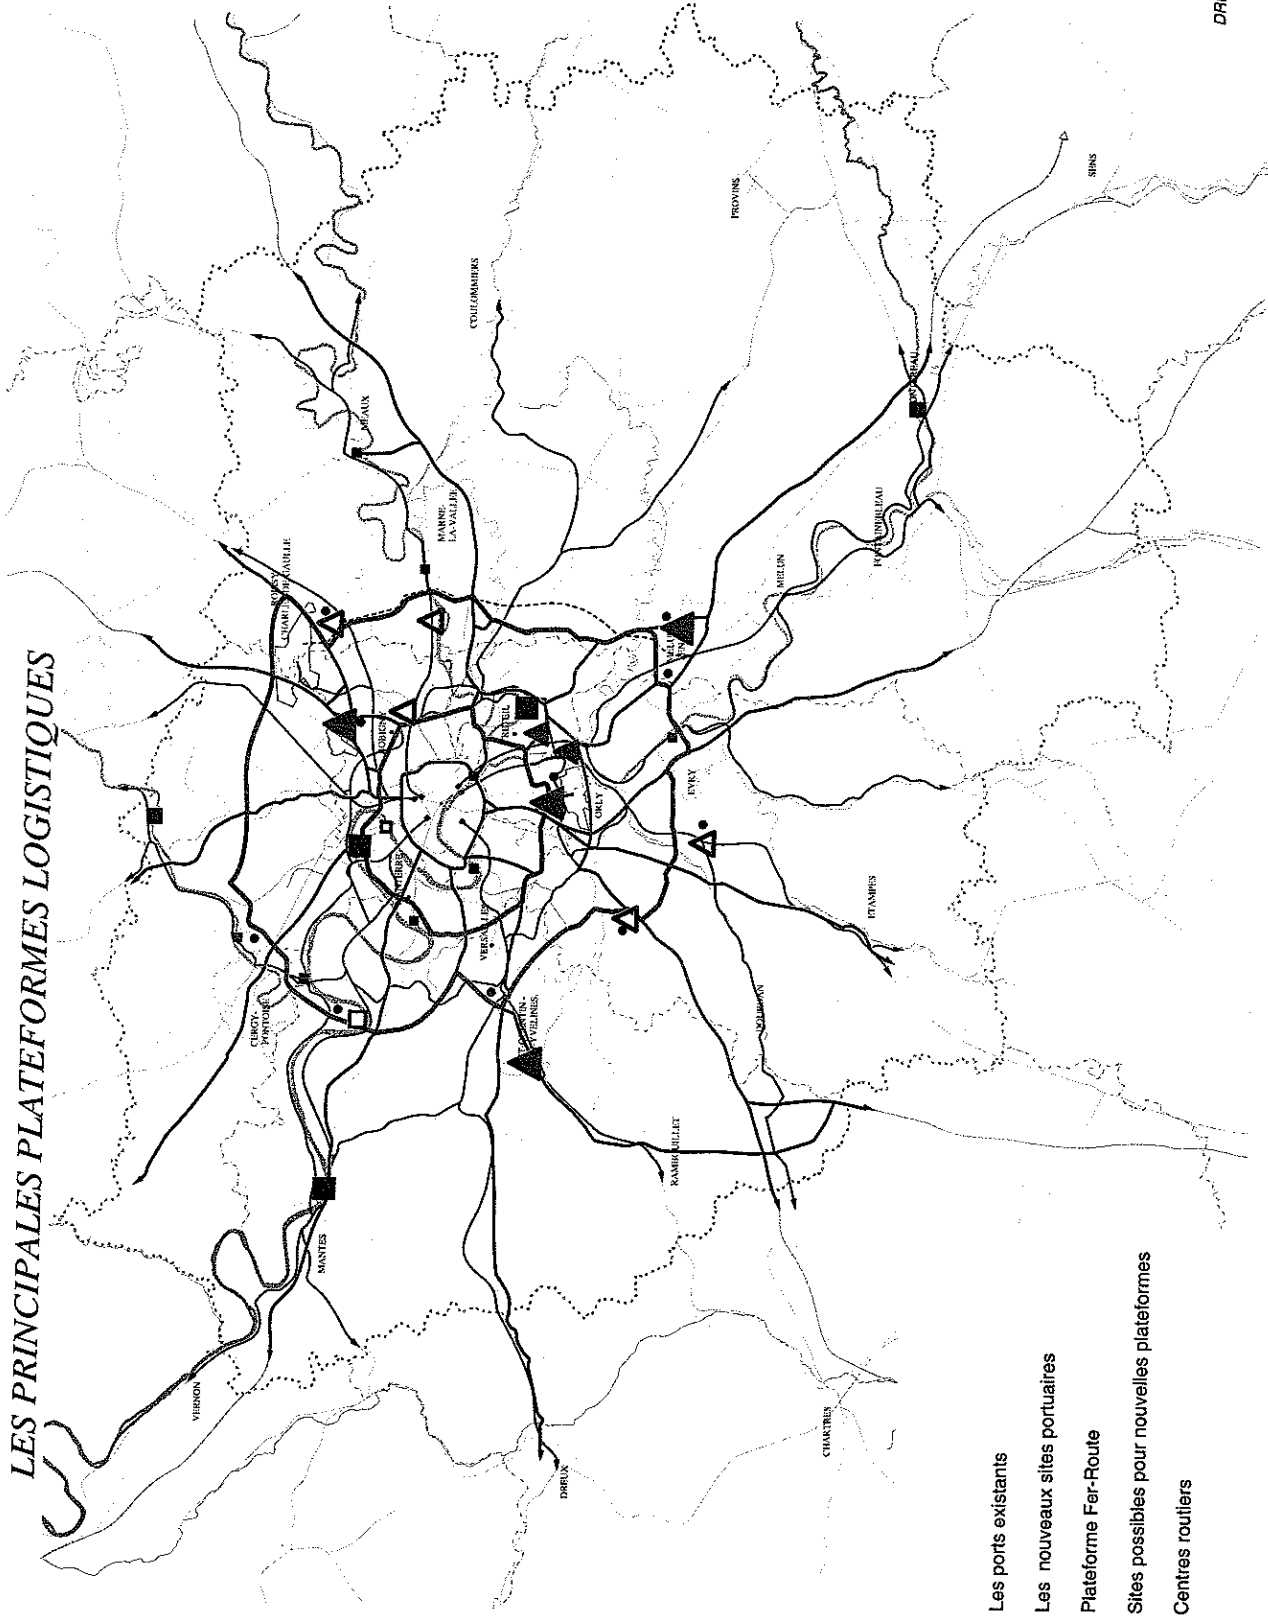 LES PRINCIPALES PLATEFORMES LOGISTIQUES
VERNON
MANTES
CERGY-
PONTOISE
CHARLES DE GAULLE
MEAUX
MARNE
LA-VALLEE
COULOMMIERS
PROVINS
VERSAILLES
ORLY
EVRY
MELUN
FONTAINEBLEAU
SENS
DREUX
RAMBOUILLET
DOURDAN
ETAMPES
CHARTRES
Les ports existants
Les nouveaux sites portuaires
Plateforme Fer-Route
Sites possibles pour nouvelles plateformes
Centres routiers